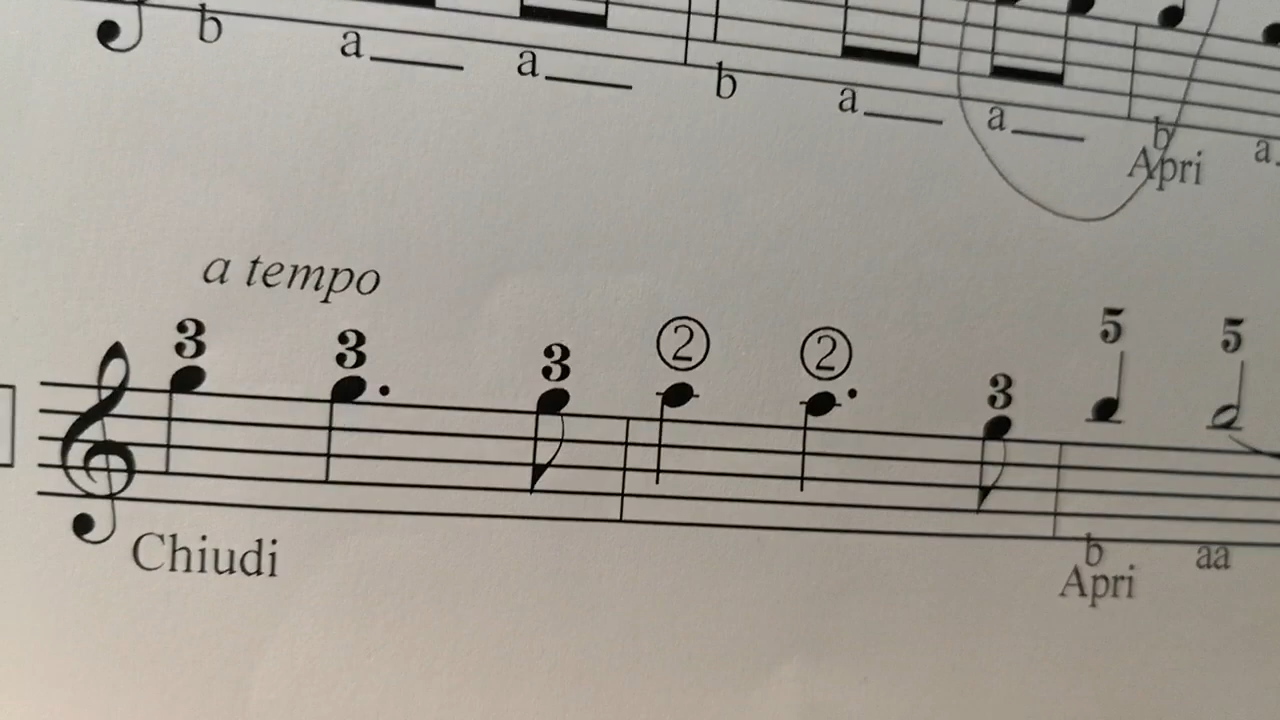 b a a b a a b a
Apri
a tempo
3 3 3 2 2 3 5 5
Chiudi
b aa
Apri